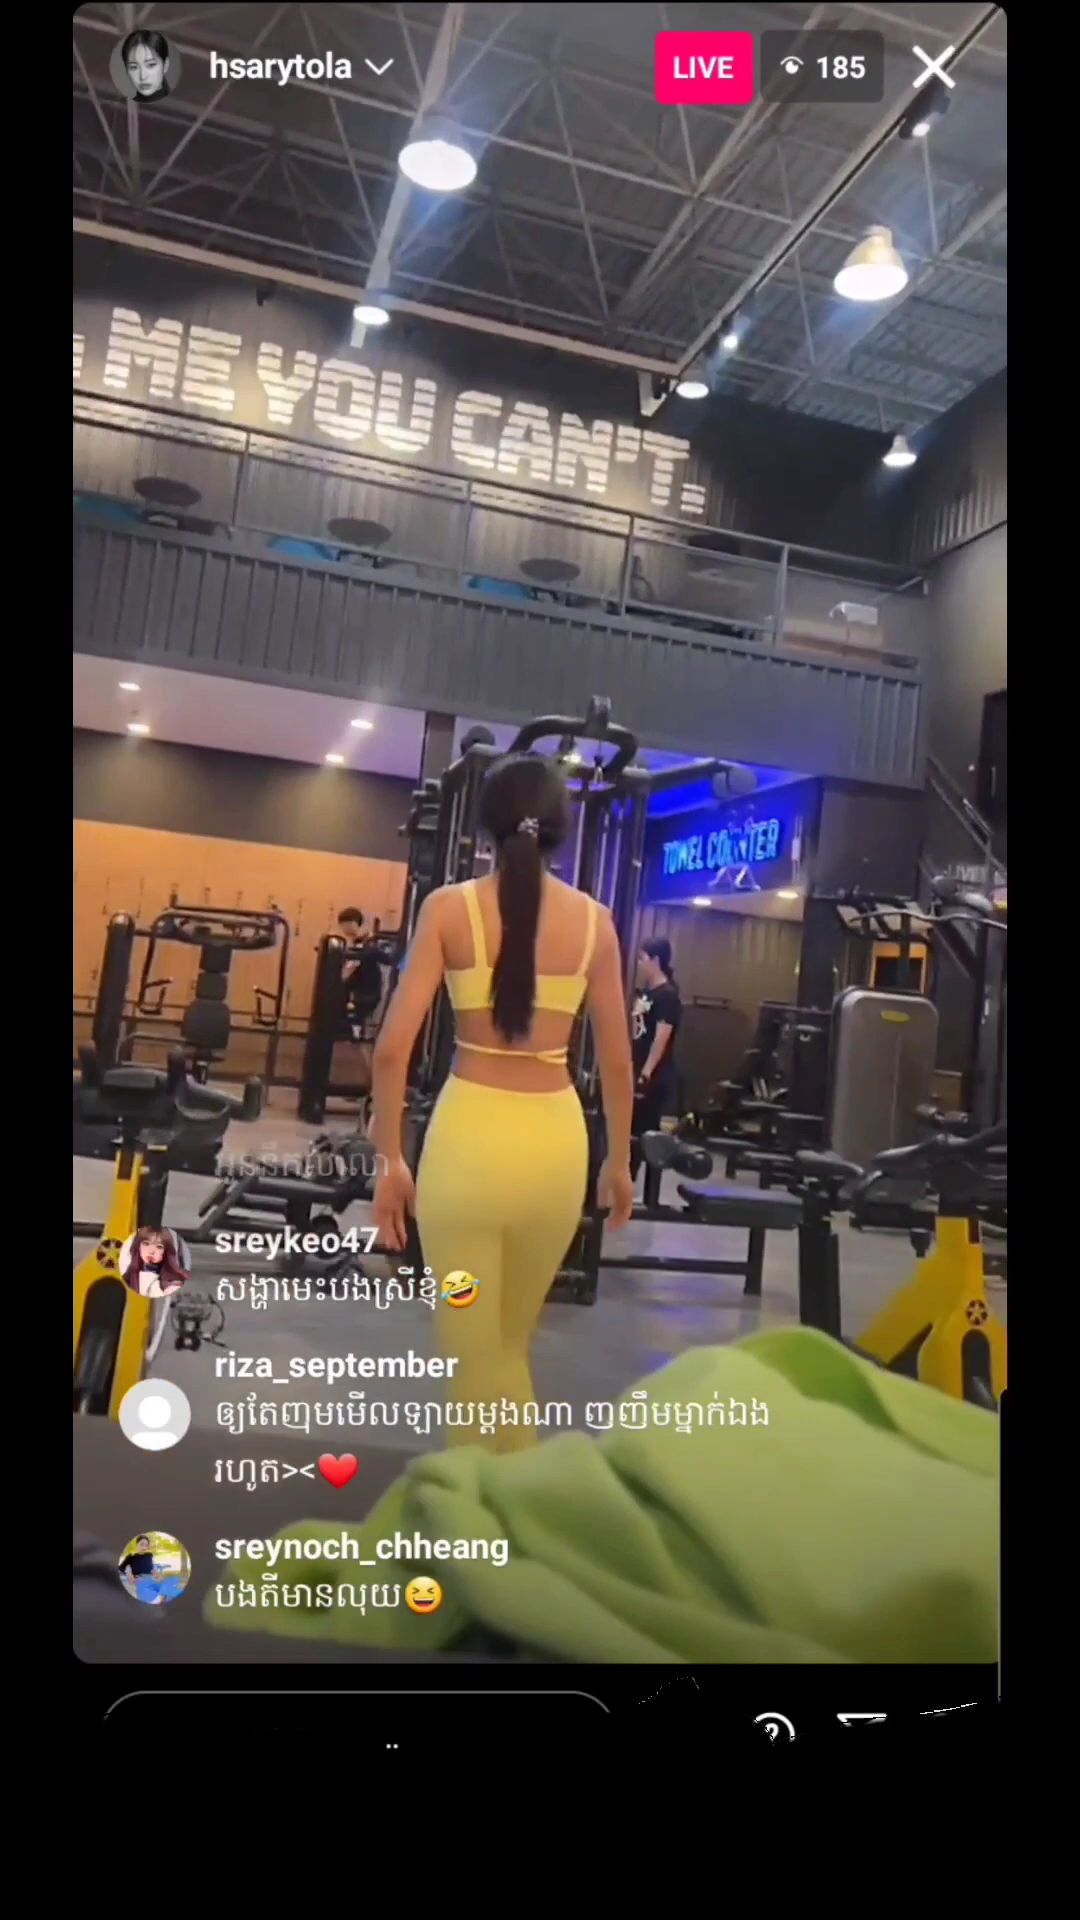 hsarytola
LIVE
185
ME YOU CAN'T.
TOWEL COUNTER
sreykeo47
សង្ហាមេះបងស្រីខ្ញុំ🤣
riza_september
ឲ្យតែញុមមើលឡាយម្ដងណា ញញឹមម្នាក់ឯង
រហូត><❤️
sreynoch_chheang
បងតីមានលុយ😆